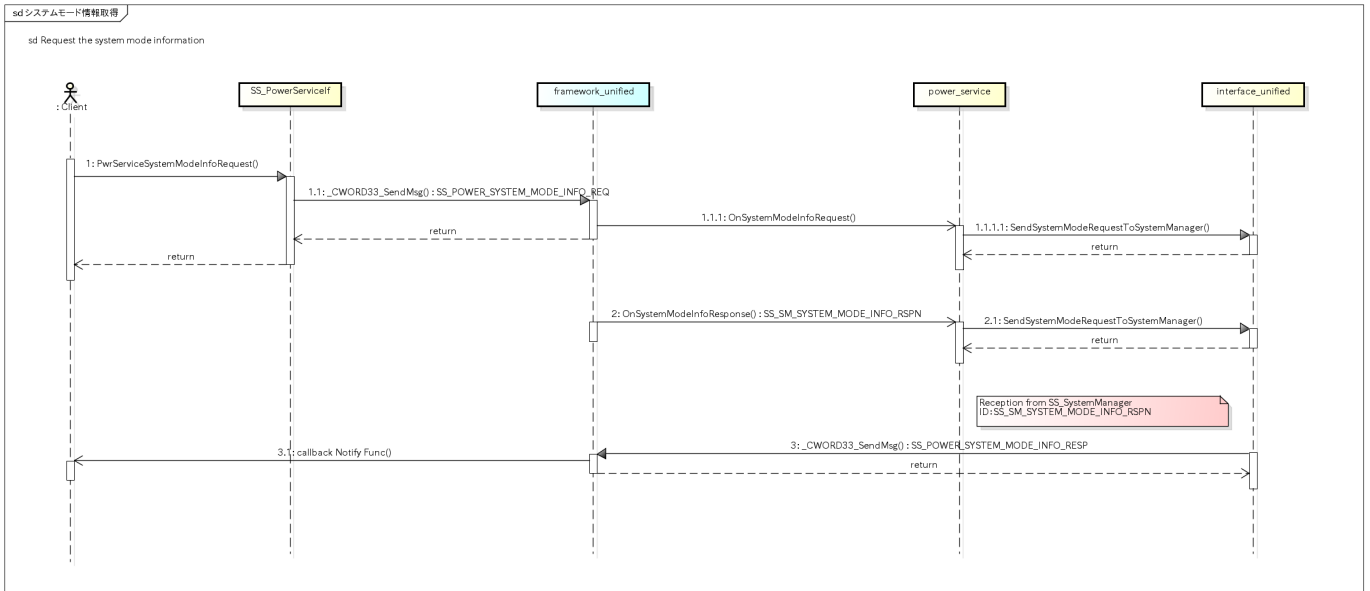 sd システムモード情報取得
sd Request the system mode information
: Client
SS_PowerServiceIf
framework_unified
power_service
interface_unified
1: PwrServiceSystemModeInfoRequest()
1.1: _CWORD33_SendMsg() : SS_POWER_SYSTEM_MODE_INFO_REQ
1.1.1: OnSystemModeInfoRequest()
1.1.1.1: SendSystemModeRequestToSystemManager()
return
return
return
2: OnSystemModeInfoResponse() : SS_SM_SYSTEM_MODE_INFO_RSPN
2.1: SendSystemModeRequestToSystemManager()
return
Reception from SS_SystemManager
ID:SS_SM_SYSTEM_MODE_INFO_RSPN
3: _CWORD33_SendMsg() : SS_POWER_SYSTEM_MODE_INFO_RESP
3.1: callback Notify Func()
return